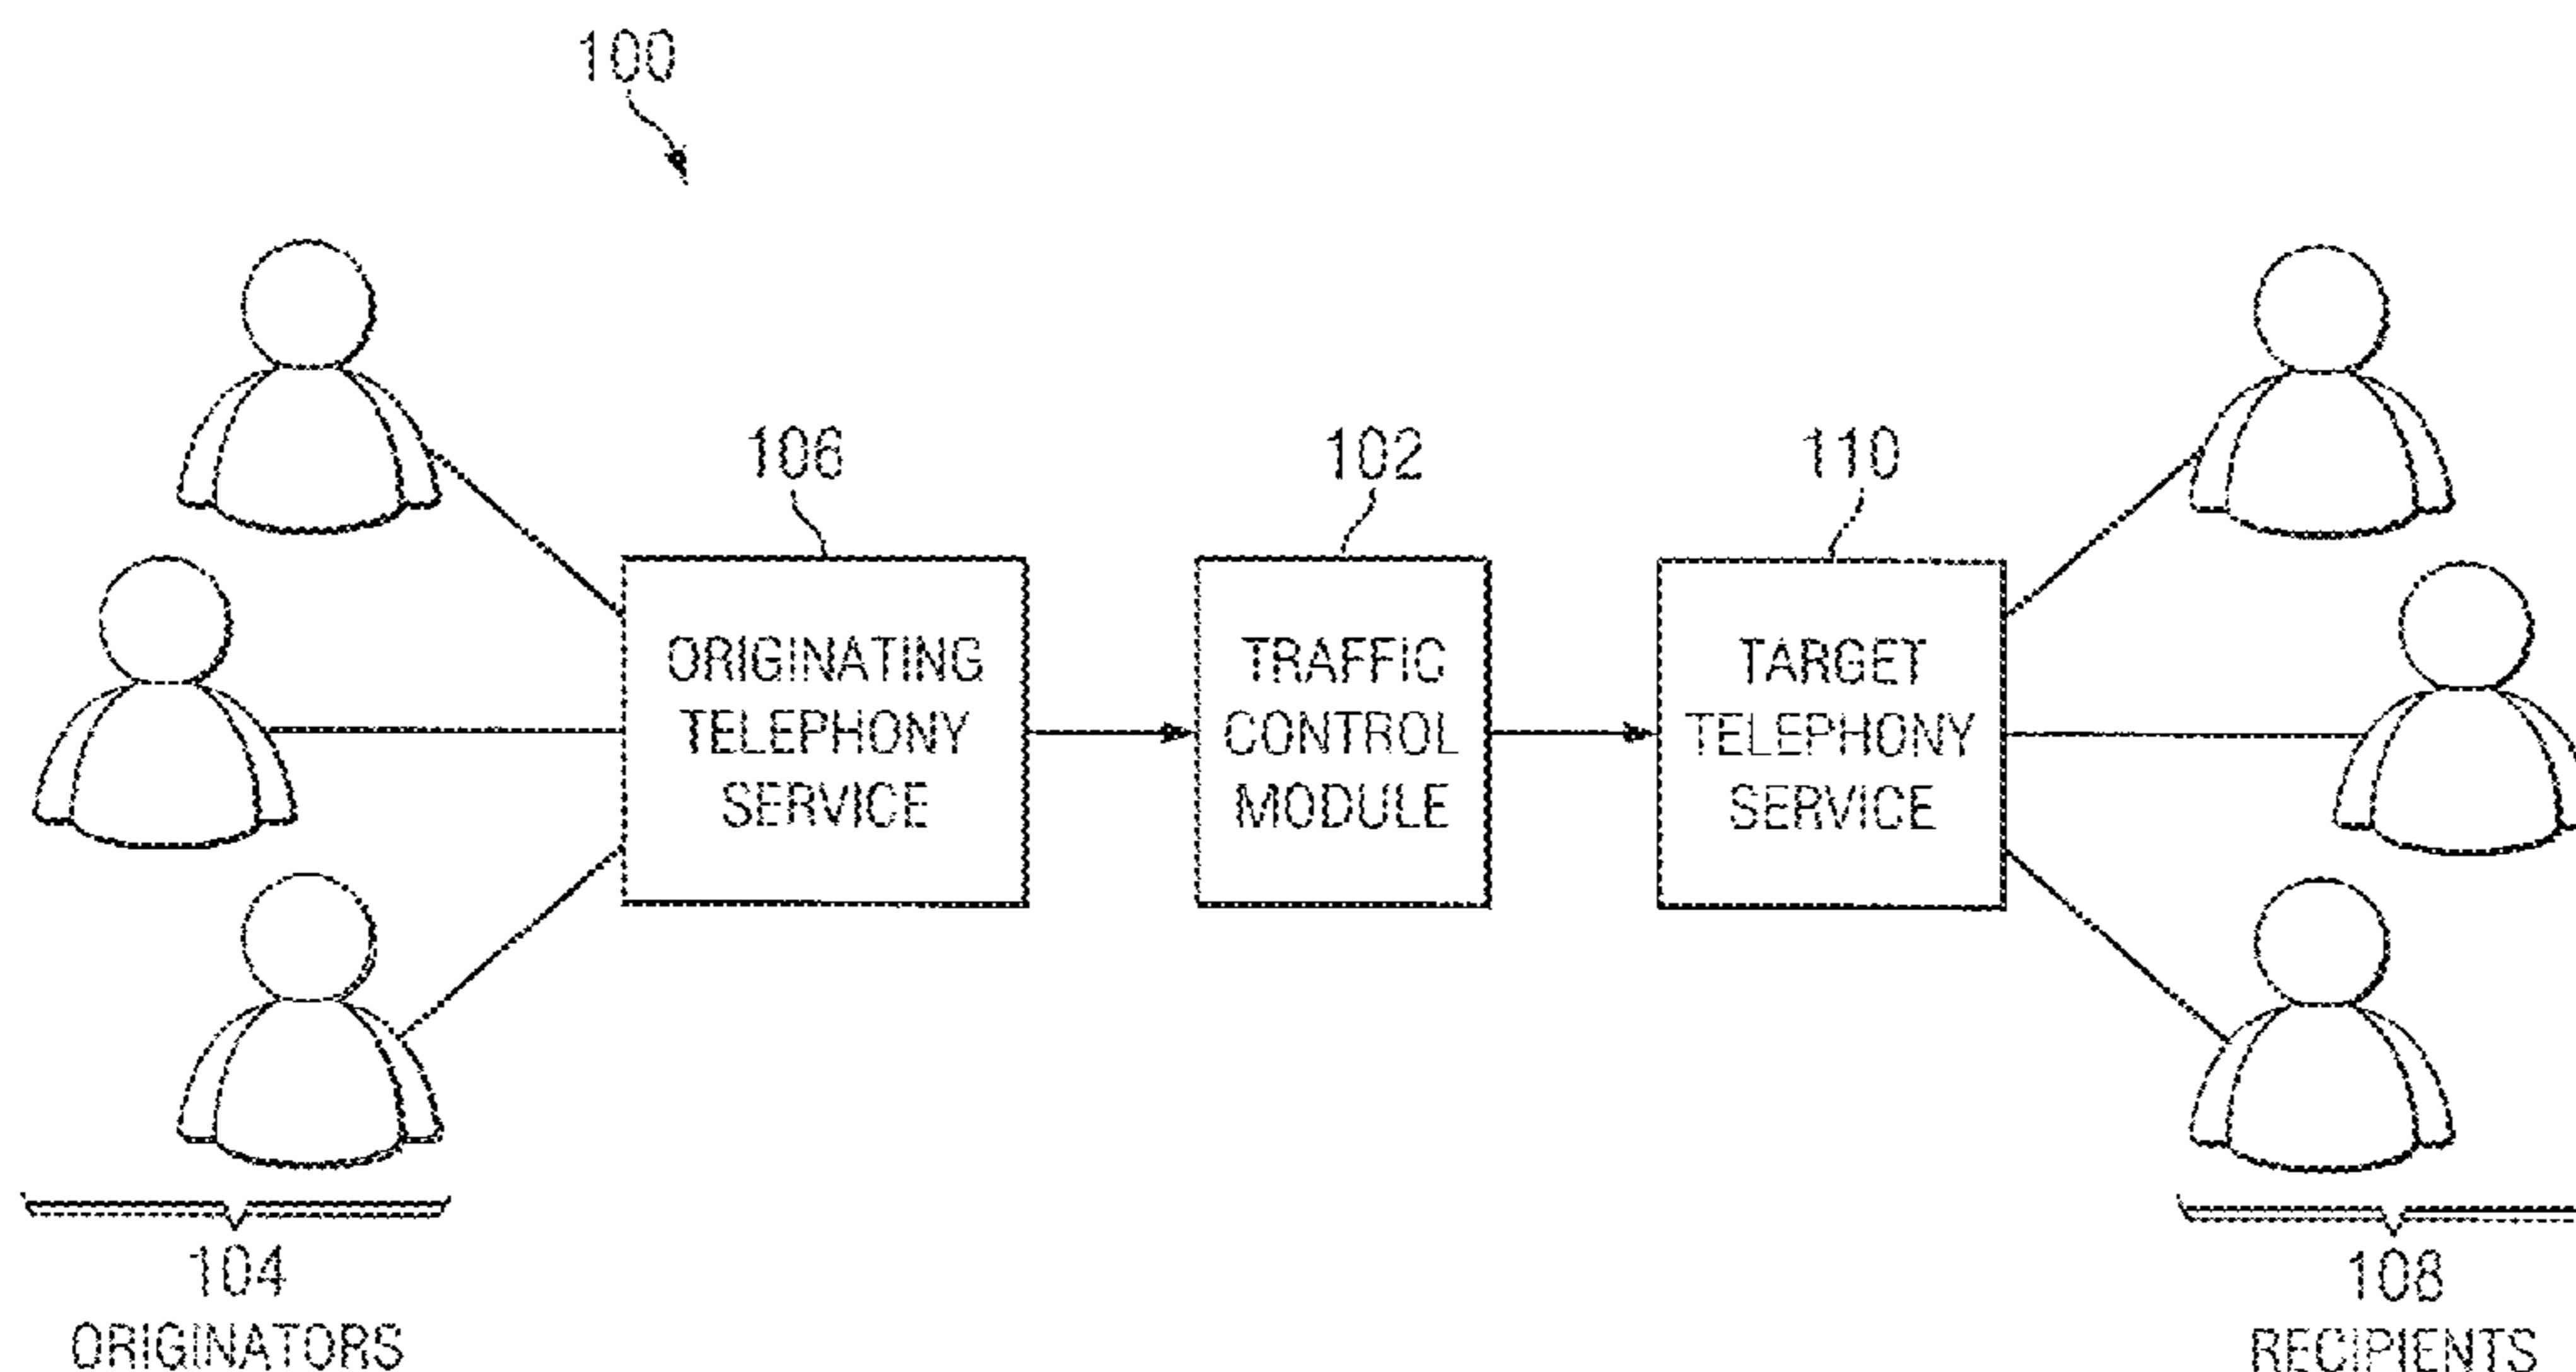 100
106
102
110
ORIGINATING
TELEPHONY
SERVICE
TRAFFIC
CONTROL
MODULE
TARGET
TELEPHONY
SERVICE
104
ORIGINATORS
108
RECIPIENTS